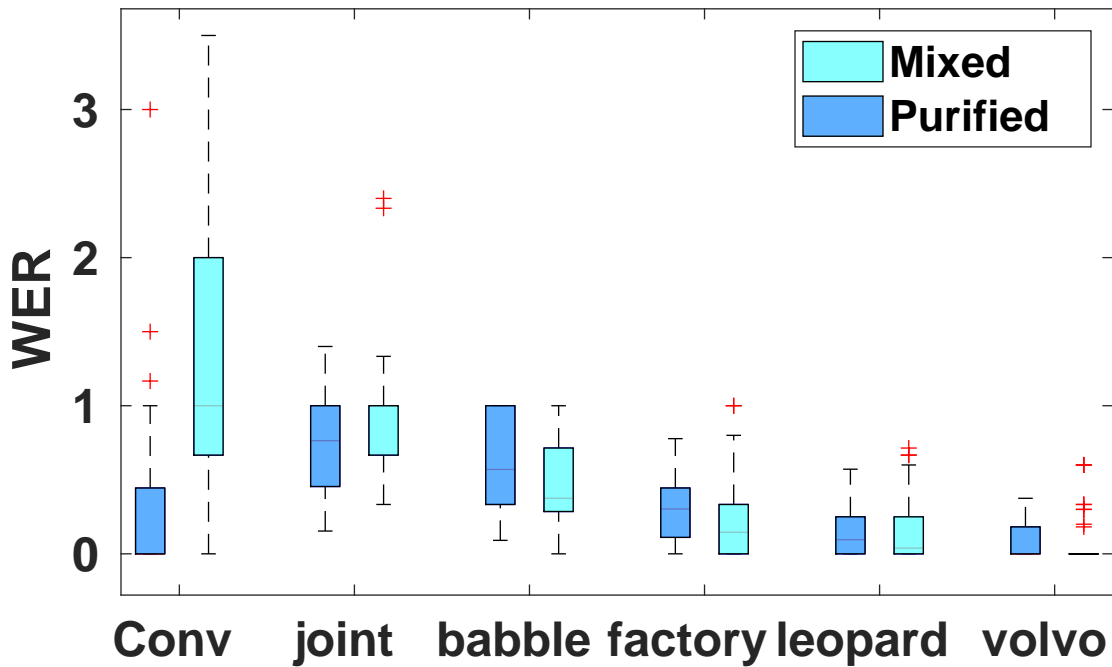 Mixed
Purified
WER
3
2
1
0
Conv joint babble factory leopard volvo